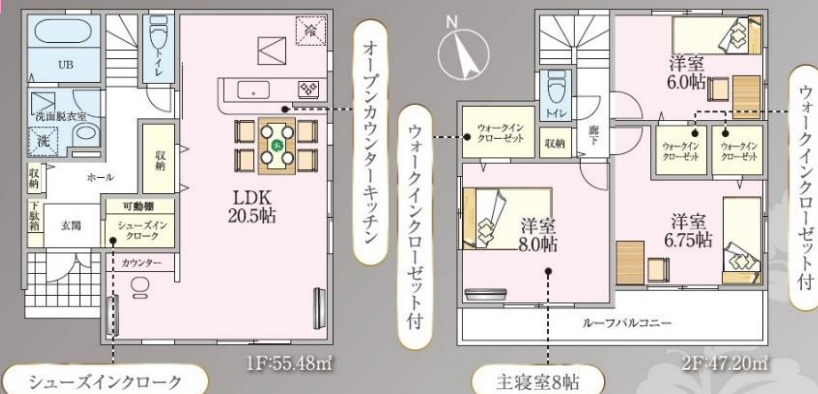 UB
トイレ
冷
洗面脱衣室
洗
収納
収納
ホール
下駄箱
玄関
可動棚
シューズイン
クローク
カウンター
LDK
20.5帖
オープンカウンターキッチン
シューズインクローク
1F:55.48㎡
N
洋室
6.0帖
トイレ
廊下
収納
ウォークイン
クローゼット
ウォークイン
クローゼット
ウォークイン
クローゼット
洋室
8.0帖
洋室
6.75帖
ルーフバルコニー
ウォークインクローゼット付
ウォークインクローゼット付
主寝室8帖
2F:47.20㎡